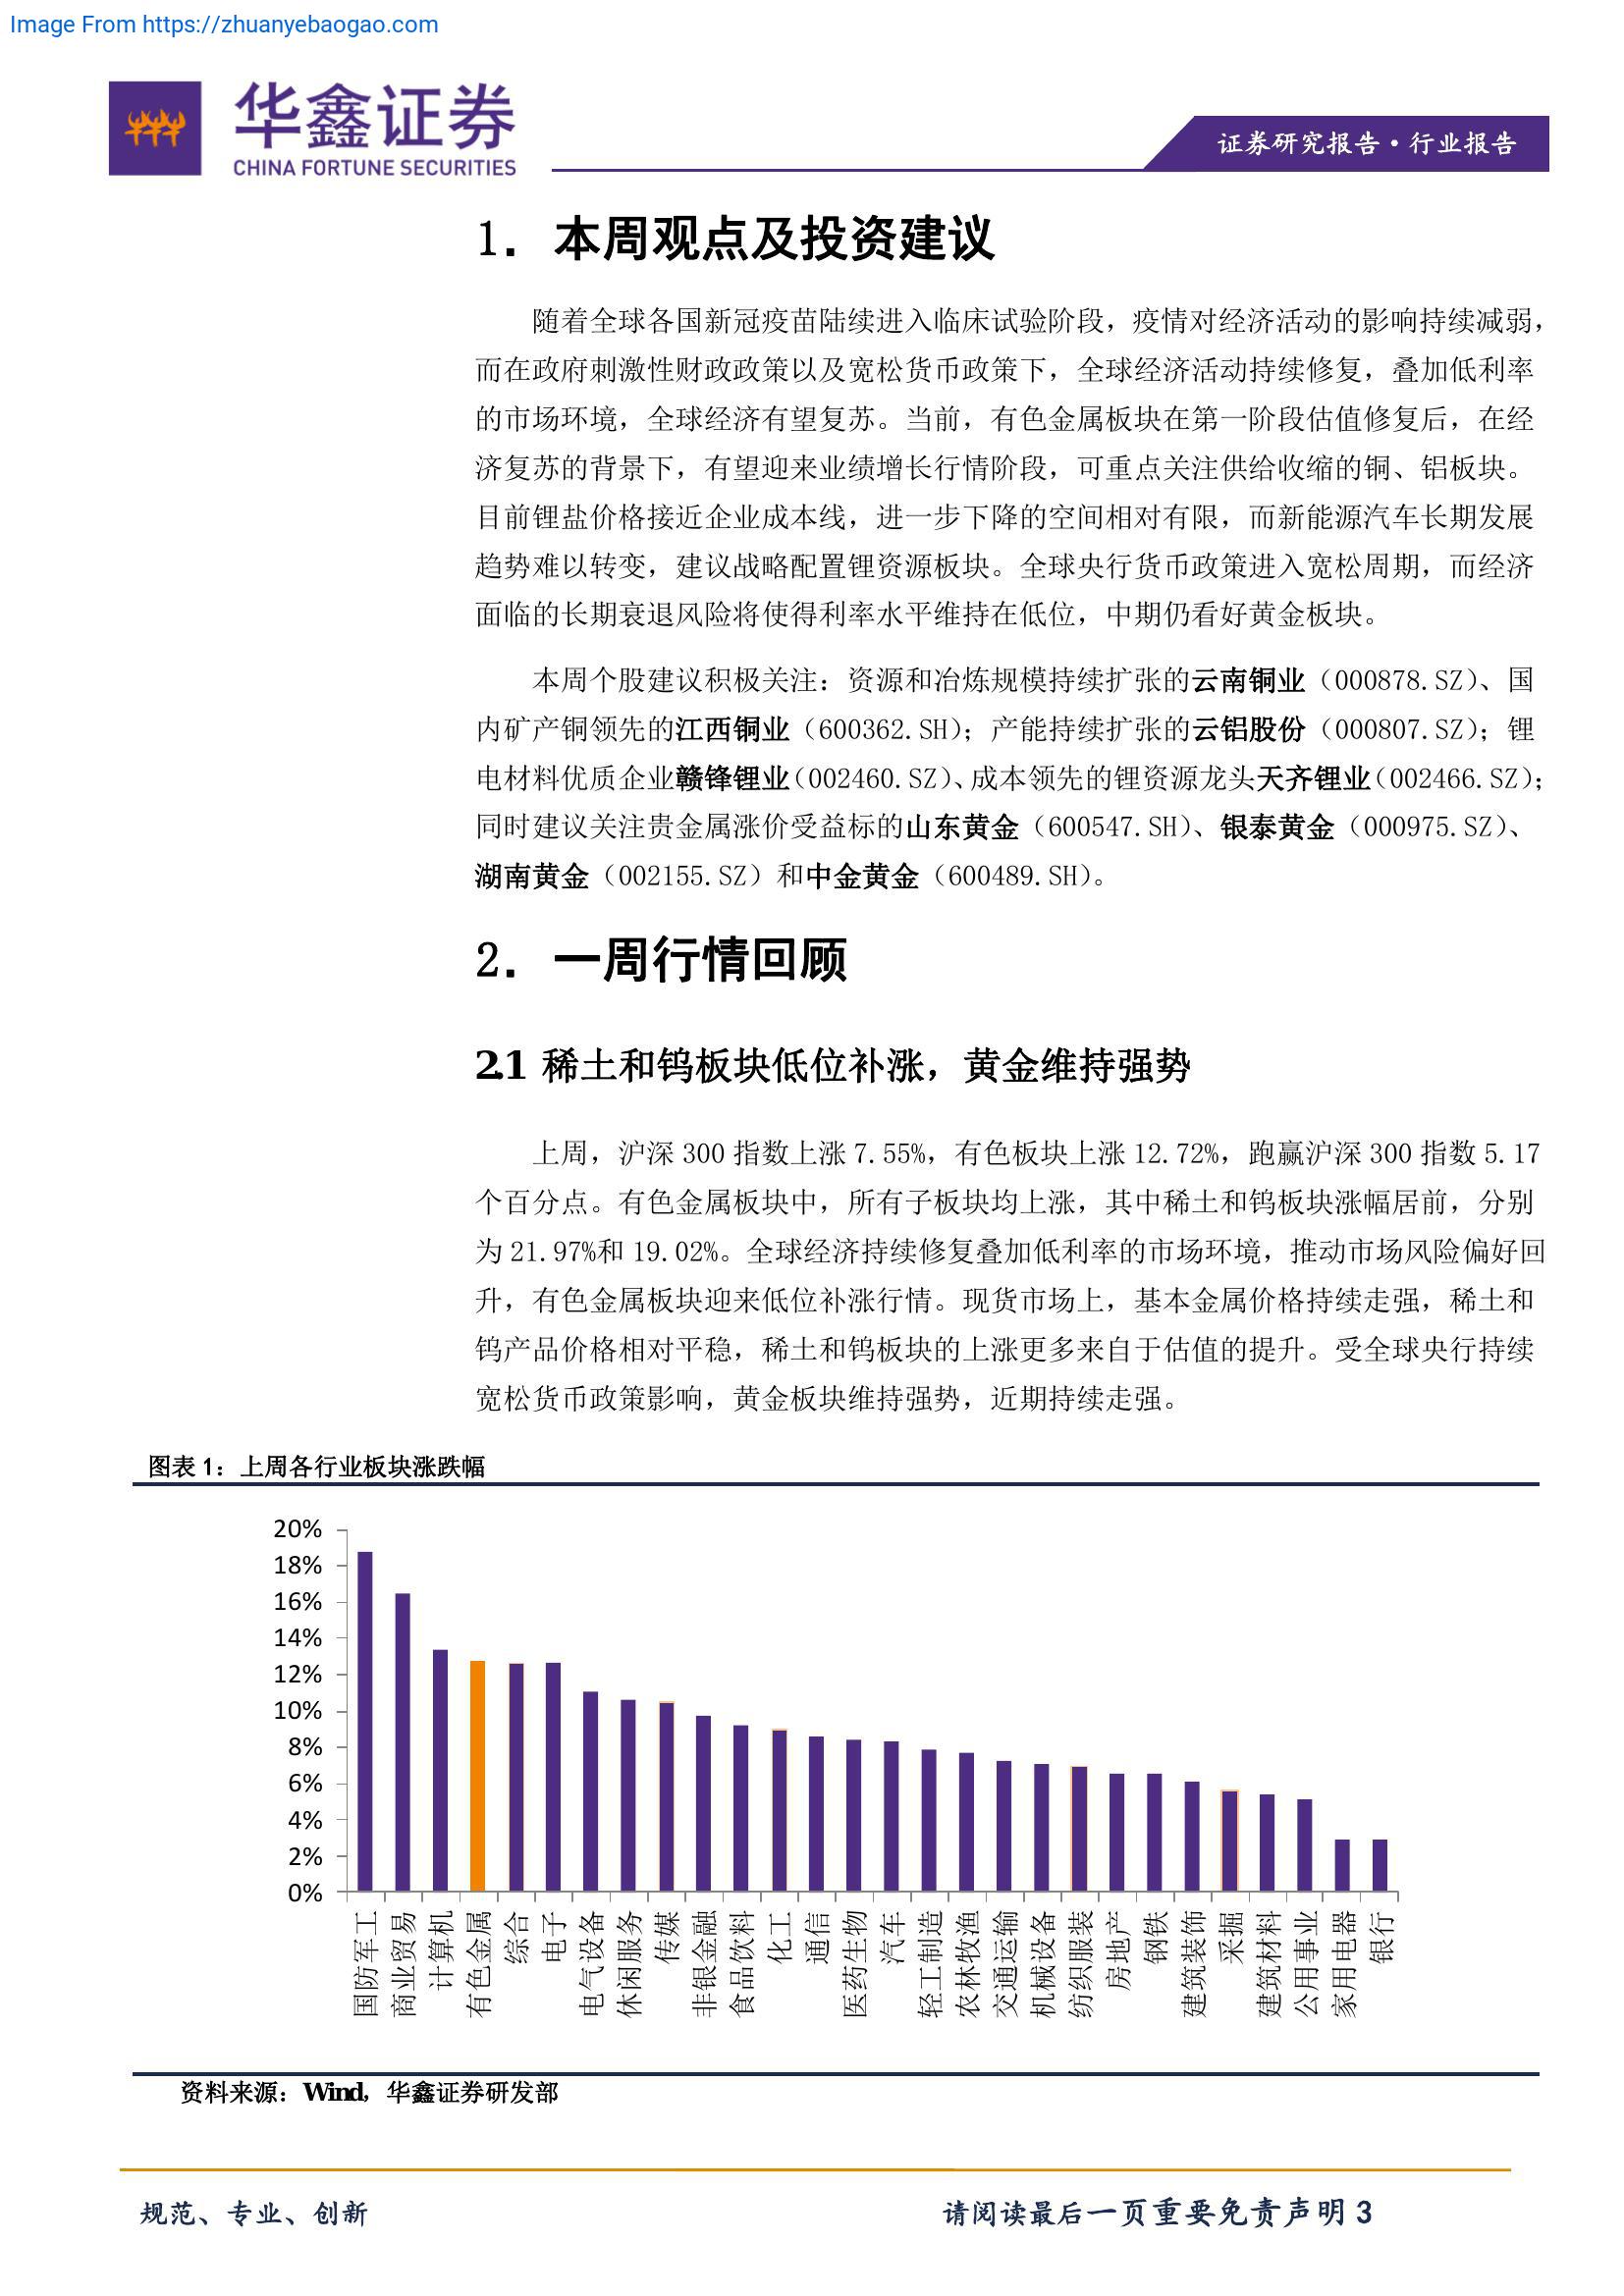 Image From https://zhuanyebaogao.com
华鑫证券
CHINA FORTUNE SECURITIES
证券研究报告·行业报告
1. 本周观点及投资建议
随着全球各国新冠疫苗陆续进入临床试验阶段，疫情对经济活动的影响持续减弱，
而在政府刺激性财政政策以及宽松货币政策下，全球经济活动持续修复，叠加低利率
的市场环境，全球经济有望复苏。当前，有色金属板块在第一阶段估值修复后，在经
济复苏的背景下，有望迎来业绩增长行情阶段，可重点关注供给收缩的铜、铝板块。
目前锂盐价格接近企业成本线，进一步下降的空间相对有限，而新能源汽车长期发展
趋势难以转变，建议战略配置锂资源板块。全球央行货币政策进入宽松周期，而经济
面临的长期衰退风险将使得利率水平维持在低位，中期仍看好黄金板块。
本周个股建议积极关注：资源和冶炼规模持续扩张的云南铜业（000878.SZ）、国
内矿产铜领先的江西铜业（600362.SH）；产能持续扩张的云铝股份（000807.SZ）；锂
电材料优质企业赣锋锂业（002460.SZ）、成本领先的锂资源龙头天齐锂业（002466.SZ）；
同时建议关注贵金属涨价受益标的山东黄金（600547.SH）、银泰黄金（000975.SZ）、
湖南黄金（002155.SZ）和中金黄金（600489.SH）。
2. 一周行情回顾
2.1 稀土和钨板块低位补涨，黄金维持强势
上周，沪深 300 指数上涨 7.55%，有色板块上涨 12.72%，跑赢沪深 300 指数 5.17
个百分点。有色金属板块中，所有子板块均上涨，其中稀土和钨板块涨幅居前，分别
为 21.97%和 19.02%。全球经济持续修复叠加低利率的市场环境，推动市场风险偏好回
升，有色金属板块迎来低位补涨行情。现货市场上，基本金属价格持续走强，稀土和
钨产品价格相对平稳，稀土和钨板块的上涨更多来自于估值的提升。受全球央行持续
宽松货币政策影响，黄金板块维持强势，近期持续走强。
图表 1：上周各行业板块涨跌幅
20%
18%
16%
14%
12%
10%
8%
6%
4%
2%
0%
国防军工
商业贸易
计算机
有色金属
综合
电子
电气设备
休闲服务
传媒
非银金融
食品饮料
化工
通信
医药生物
汽车
轻工制造
农林牧渔
交通运输
机械设备
纺织服装
房地产
钢铁
建筑装饰
采掘
建筑材料
公用事业
家用电器
银行
资料来源：Wind，华鑫证券研发部
规范、专业、创新
请阅读最后一页重要免责声明 3